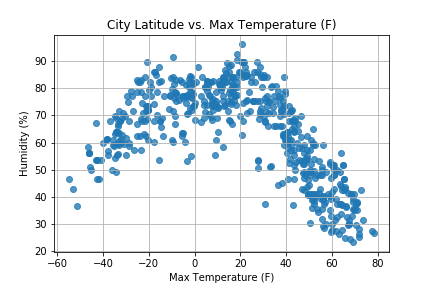 City Latitude vs. Max Temperature (F)
90
80
70
60
50
40
30
20
Humidity (%)
−60 −40 −20 0 20 40 60 80
Max Temperature (F)